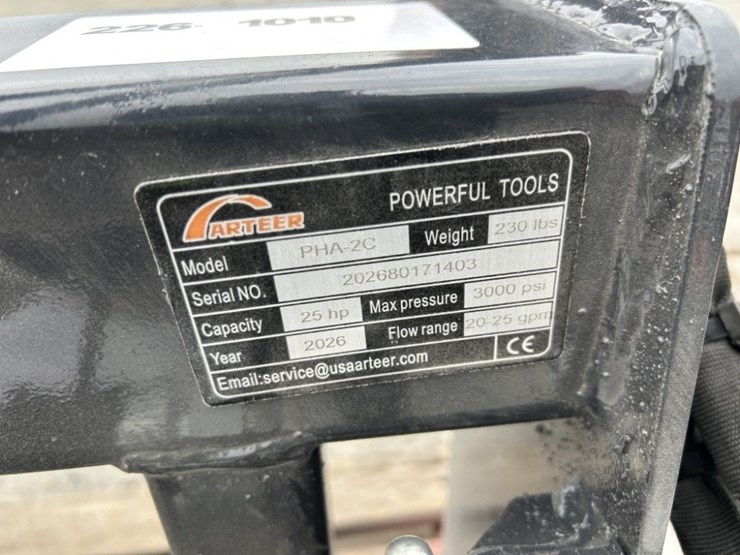 226- 1010
ARTEER POWERFUL TOOLS
Model PHA-2C Weight 230 lbs
Serial NO. 202680171403
Capacity 25 hp Max pressure 3000 psi
Year 2026 Flow range 20-25 gpm
Email:service@usaarteer.com CE